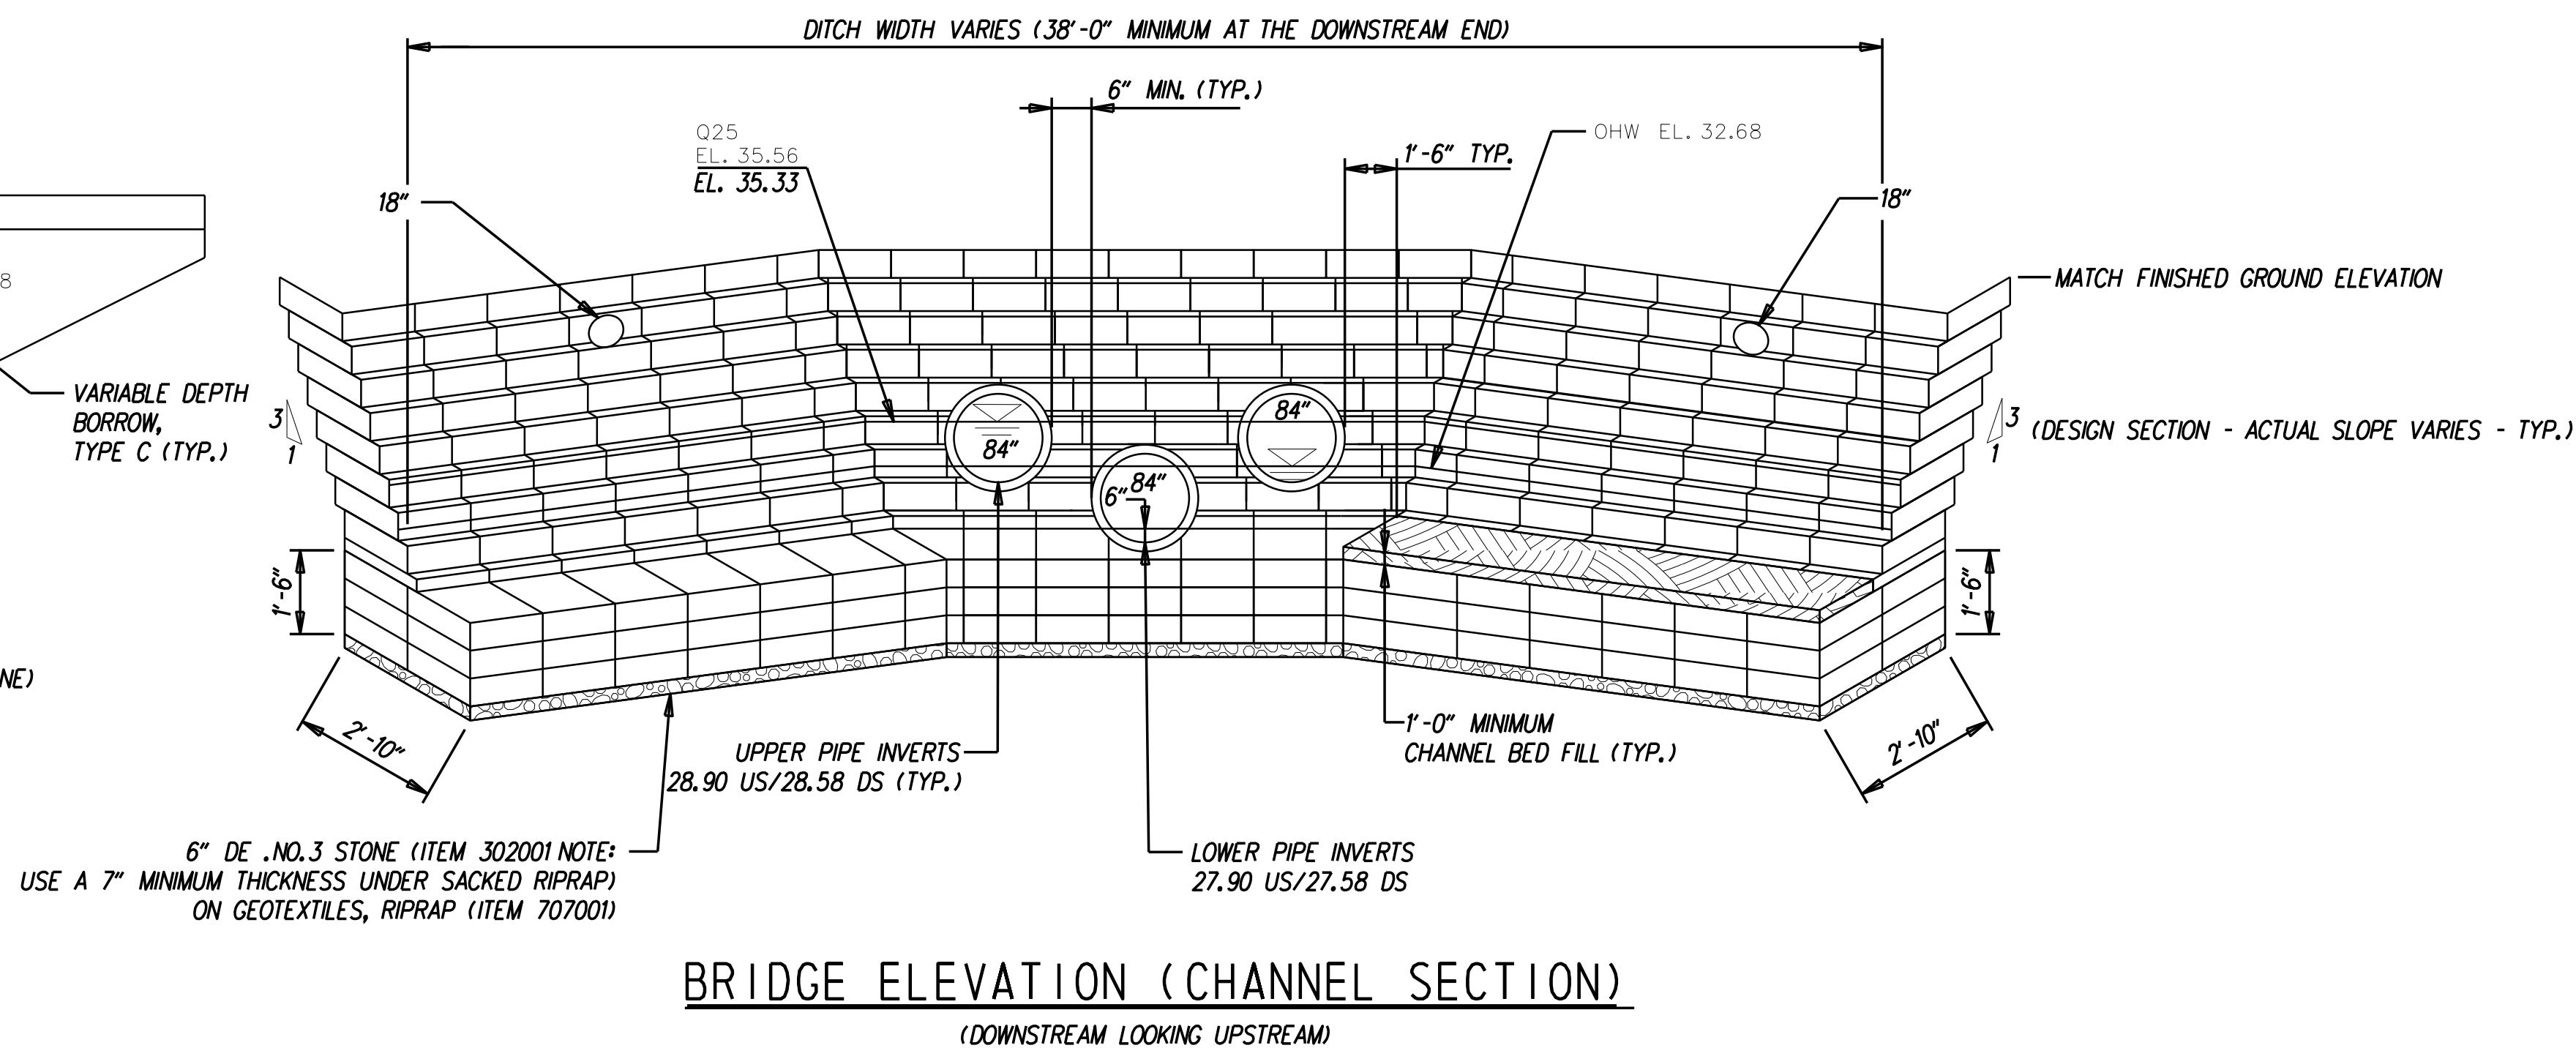 DITCH WIDTH VARIES (38'-0" MINIMUM AT THE DOWNSTREAM END)
6" MIN. (TYP.)
Q25
EL. 35.56
EL. 35.33
OHW EL. 32.68
1'-6" TYP.
18"
18"
8
MATCH FINISHED GROUND ELEVATION
VARIABLE DEPTH
BORROW,
TYPE C (TYP.)
3
1
84"
84"
84"
6"
3
1
(DESIGN SECTION - ACTUAL SLOPE VARIES - TYP.)
1'-6"
1'-6"
NE)
2'-10"
2'-10"
UPPER PIPE INVERTS
28.90 US/28.58 DS (TYP.)
1'-0" MINIMUM
CHANNEL BED FILL (TYP.)
6" DE .NO.3 STONE (ITEM 302001 NOTE:
USE A 7" MINIMUM THICKNESS UNDER SACKED RIPRAP)
ON GEOTEXTILES, RIPRAP (ITEM 707001)
LOWER PIPE INVERTS
27.90 US/27.58 DS
BRIDGE ELEVATION (CHANNEL SECTION)
(DOWNSTREAM LOOKING UPSTREAM)